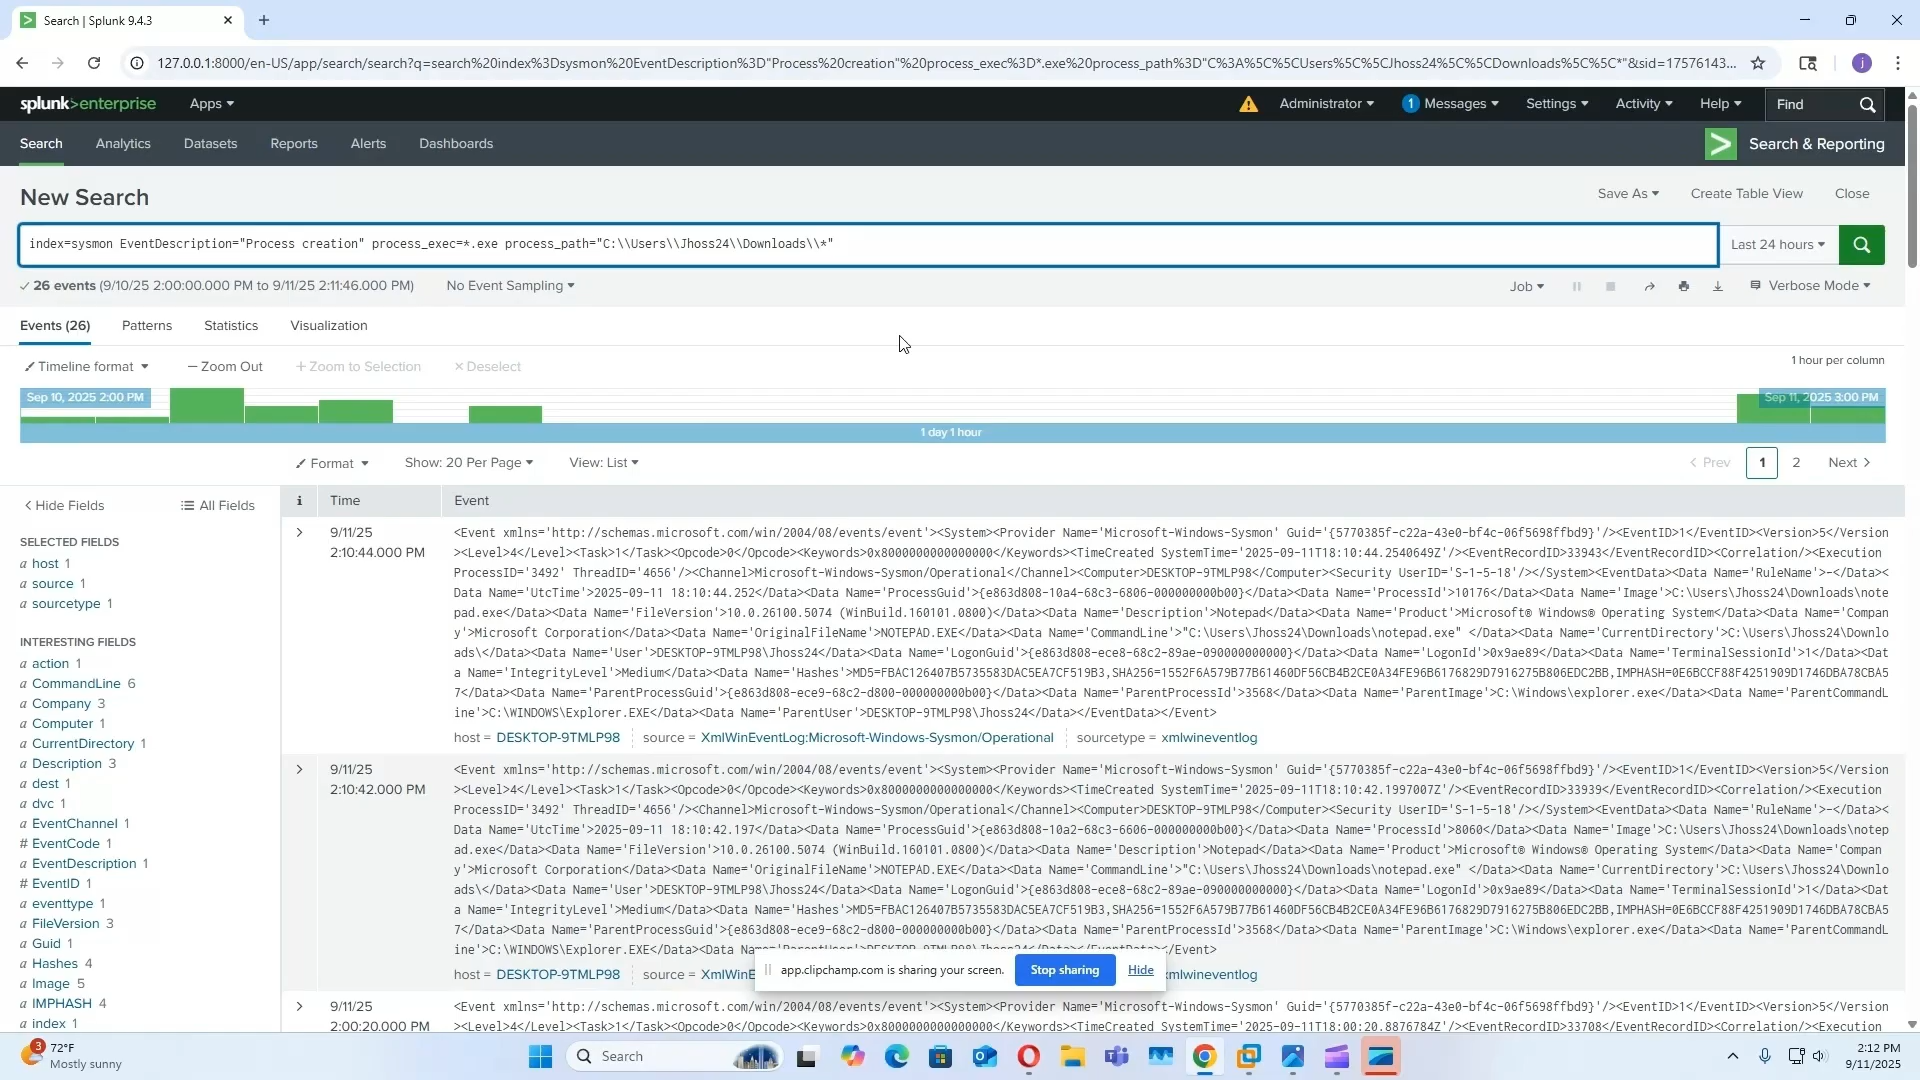 Search | Splunk 9.4.3
127.0.0.1:8000/en-US/app/search/search?q=search%20index%3Dsysmon%20EventDescription%3D"Process%20creation"%20process_exec%3D*.exe%20process_path%3D"C%3A%5C%5CUsers%5C%5CJhoss24%5C%5CDownloads%5C%5C*"&sid=17576143...
j
splunk>enterprise Apps Administrator 1 Messages Settings Activity Help Find
Search Analytics Datasets Reports Alerts Dashboards Search & Reporting
New Search Save As Create Table View Close
index=sysmon EventDescription="Process creation" process_exec=*.exe process_path="C:\\Users\\Jhoss24\\Downloads\\*" Last 24 hours
26 events (9/10/25 2:00:00.000 PM to 9/11/25 2:11:46.000 PM) No Event Sampling Job Verbose Mode
Events (26) Patterns Statistics Visualization
Timeline format — Zoom Out + Zoom to Selection × Deselect 1 hour per column
Sep 10, 2025 2:00 PM Sep 11, 2025 3:00 PM
1 day 1 hour
Format Show: 20 Per Page View: List < Prev 1 2 Next >
< Hide Fields All Fields
i Time Event
SELECTED FIELDS
a host 1
a source 1
a sourcetype 1
INTERESTING FIELDS
a action 1
a CommandLine 6
a Company 3
a Computer 1
a CurrentDirectory 1
a Description 3
a dest 1
a dvc 1
a EventChannel 1
# EventCode 1
a EventDescription 1
# EventID 1
a eventtype 1
a FileVersion 3
a Guid 1
a Hashes 4
a Image 5
a IMPHASH 4
a index 1
9/11/25
2:10:44.000 PM
<Event xmlns='http://schemas.microsoft.com/win/2004/08/events/event'><System><Provider Name='Microsoft-Windows-Sysmon' Guid='{5770385f-c22a-43e0-bf4c-06f5698ffbd9}'/><EventID>1</EventID><Version>5</Version
><Level>4</Level><Task>1</Task><Opcode>0</Opcode><Keywords>0x8000000000000000</Keywords><TimeCreated SystemTime='2025-09-11T18:10:44.2540649Z'/><EventRecordID>33943</EventRecordID><Correlation/><Execution
ProcessID='3492' ThreadID='4656'/><Channel>Microsoft-Windows-Sysmon/Operational</Channel><Computer>DESKTOP-9TMLP98</Computer><Security UserID='S-1-5-18'/></System><EventData><Data Name='RuleName'>-</Data><
Data Name='UtcTime'>2025-09-11 18:10:44.252</Data><Data Name='ProcessGuid'>{e863d808-10a4-68c3-6806-000000000b00}</Data><Data Name='ProcessId'>10176</Data><Data Name='Image'>C:\Users\Jhoss24\Downloads\note
pad.exe</Data><Data Name='FileVersion'>10.0.26100.5074 (WinBuild.160101.0800)</Data><Data Name='Description'>Notepad</Data><Data Name='Product'>Microsoft® Windows® Operating System</Data><Data Name='Compan
y'>Microsoft Corporation</Data><Data Name='OriginalFileName'>NOTEPAD.EXE</Data><Data Name='CommandLine'>"C:\Users\Jhoss24\Downloads\notepad.exe" </Data><Data Name='CurrentDirectory'>C:\Users\Jhoss24\Downlo
ads\</Data><Data Name='User'>DESKTOP-9TMLP98\Jhoss24</Data><Data Name='LogonGuid'>{e863d808-ece8-68c2-89ae-090000000000}</Data><Data Name='LogonId'>0x9ae89</Data><Data Name='TerminalSessionId'>1</Data><Dat
a Name='IntegrityLevel'>Medium</Data><Data Name='Hashes'>MD5=FBAC126407B5735583DAC5EA7CF519B3,SHA256=1552F6A579B77B61460DF56CB4B2CE0A34FE96B6176829D7916275B806EDC2BB,IMPHASH=0E6BCCF88F4251909D1746DBA78CBA5
7</Data><Data Name='ParentProcessGuid'>{e863d808-ece9-68c2-d800-000000000b00}</Data><Data Name='ParentProcessId'>3568</Data><Data Name='ParentImage'>C:\Windows\explorer.exe</Data><Data Name='ParentCommandL
ine'>C:\WINDOWS\Explorer.EXE</Data><Data Name='ParentUser'>DESKTOP-9TMLP98\Jhoss24</Data></EventData></Event>
host = DESKTOP-9TMLP98 source = XmlWinEventLog:Microsoft-Windows-Sysmon/Operational sourcetype = xmlwineventlog
9/11/25
2:10:42.000 PM
<Event xmlns='http://schemas.microsoft.com/win/2004/08/events/event'><System><Provider Name='Microsoft-Windows-Sysmon' Guid='{5770385f-c22a-43e0-bf4c-06f5698ffbd9}'/><EventID>1</EventID><Version>5</Version
><Level>4</Level><Task>1</Task><Opcode>0</Opcode><Keywords>0x8000000000000000</Keywords><TimeCreated SystemTime='2025-09-11T18:10:42.1997007Z'/><EventRecordID>33939</EventRecordID><Correlation/><Execution
ProcessID='3492' ThreadID='4656'/><Channel>Microsoft-Windows-Sysmon/Operational</Channel><Computer>DESKTOP-9TMLP98</Computer><Security UserID='S-1-5-18'/></System><EventData><Data Name='RuleName'>-</Data><
Data Name='UtcTime'>2025-09-11 18:10:42.197</Data><Data Name='ProcessGuid'>{e863d808-10a2-68c3-6606-000000000b00}</Data><Data Name='ProcessId'>8060</Data><Data Name='Image'>C:\Users\Jhoss24\Downloads\notep
ad.exe</Data><Data Name='FileVersion'>10.0.26100.5074 (WinBuild.160101.0800)</Data><Data Name='Description'>Notepad</Data><Data Name='Product'>Microsoft® Windows® Operating System</Data><Data Name='Compan
y'>Microsoft Corporation</Data><Data Name='OriginalFileName'>NOTEPAD.EXE</Data><Data Name='CommandLine'>"C:\Users\Jhoss24\Downloads\notepad.exe" </Data><Data Name='CurrentDirectory'>C:\Users\Jhoss24\Downlo
ads\</Data><Data Name='User'>DESKTOP-9TMLP98\Jhoss24</Data><Data Name='LogonGuid'>{e863d808-ece8-68c2-89ae-090000000000}</Data><Data Name='LogonId'>0x9ae89</Data><Data Name='TerminalSessionId'>1</Data><Dat
a Name='IntegrityLevel'>Medium</Data><Data Name='Hashes'>MD5=FBAC126407B5735583DAC5EA7CF519B3,SHA256=1552F6A579B77B61460DF56CB4B2CE0A34FE96B6176829D7916275B806EDC2BB,IMPHASH=0E6BCCF88F4251909D1746DBA78CBA5
7</Data><Data Name='ParentProcessGuid'>{e863d808-ece9-68c2-d800-000000000b00}</Data><Data Name='ParentProcessId'>3568</Data><Data Name='ParentImage'>C:\Windows\explorer.exe</Data><Data Name='ParentCommandL
ine'>C:\WINDOWS\Explorer.EXE</Data><Data Name='ParentUser'>DESKTOP-9TMLP98\Jhoss24</Data></EventData></Event>
host = DESKTOP-9TMLP98 source = XmlWinE xmlwineventlog
app.clipchamp.com is sharing your screen. Stop sharing Hide
9/11/25
2:00:20.000 PM
<Event xmlns='http://schemas.microsoft.com/win/2004/08/events/event'><System><Provider Name='Microsoft-Windows-Sysmon' Guid='{5770385f-c22a-43e0-bf4c-06f5698ffbd9}'/><EventID>1</EventID><Version>5</Version
><Level>4</Level><Task>1</Task><Opcode>0</Opcode><Keywords>0x8000000000000000</Keywords><TimeCreated SystemTime='2025-09-11T18:00:20.8876784Z'/><EventRecordID>33708</EventRecordID><Correlation/><Execution
3 72°F
Mostly sunny
Search
2:12 PM
9/11/2025